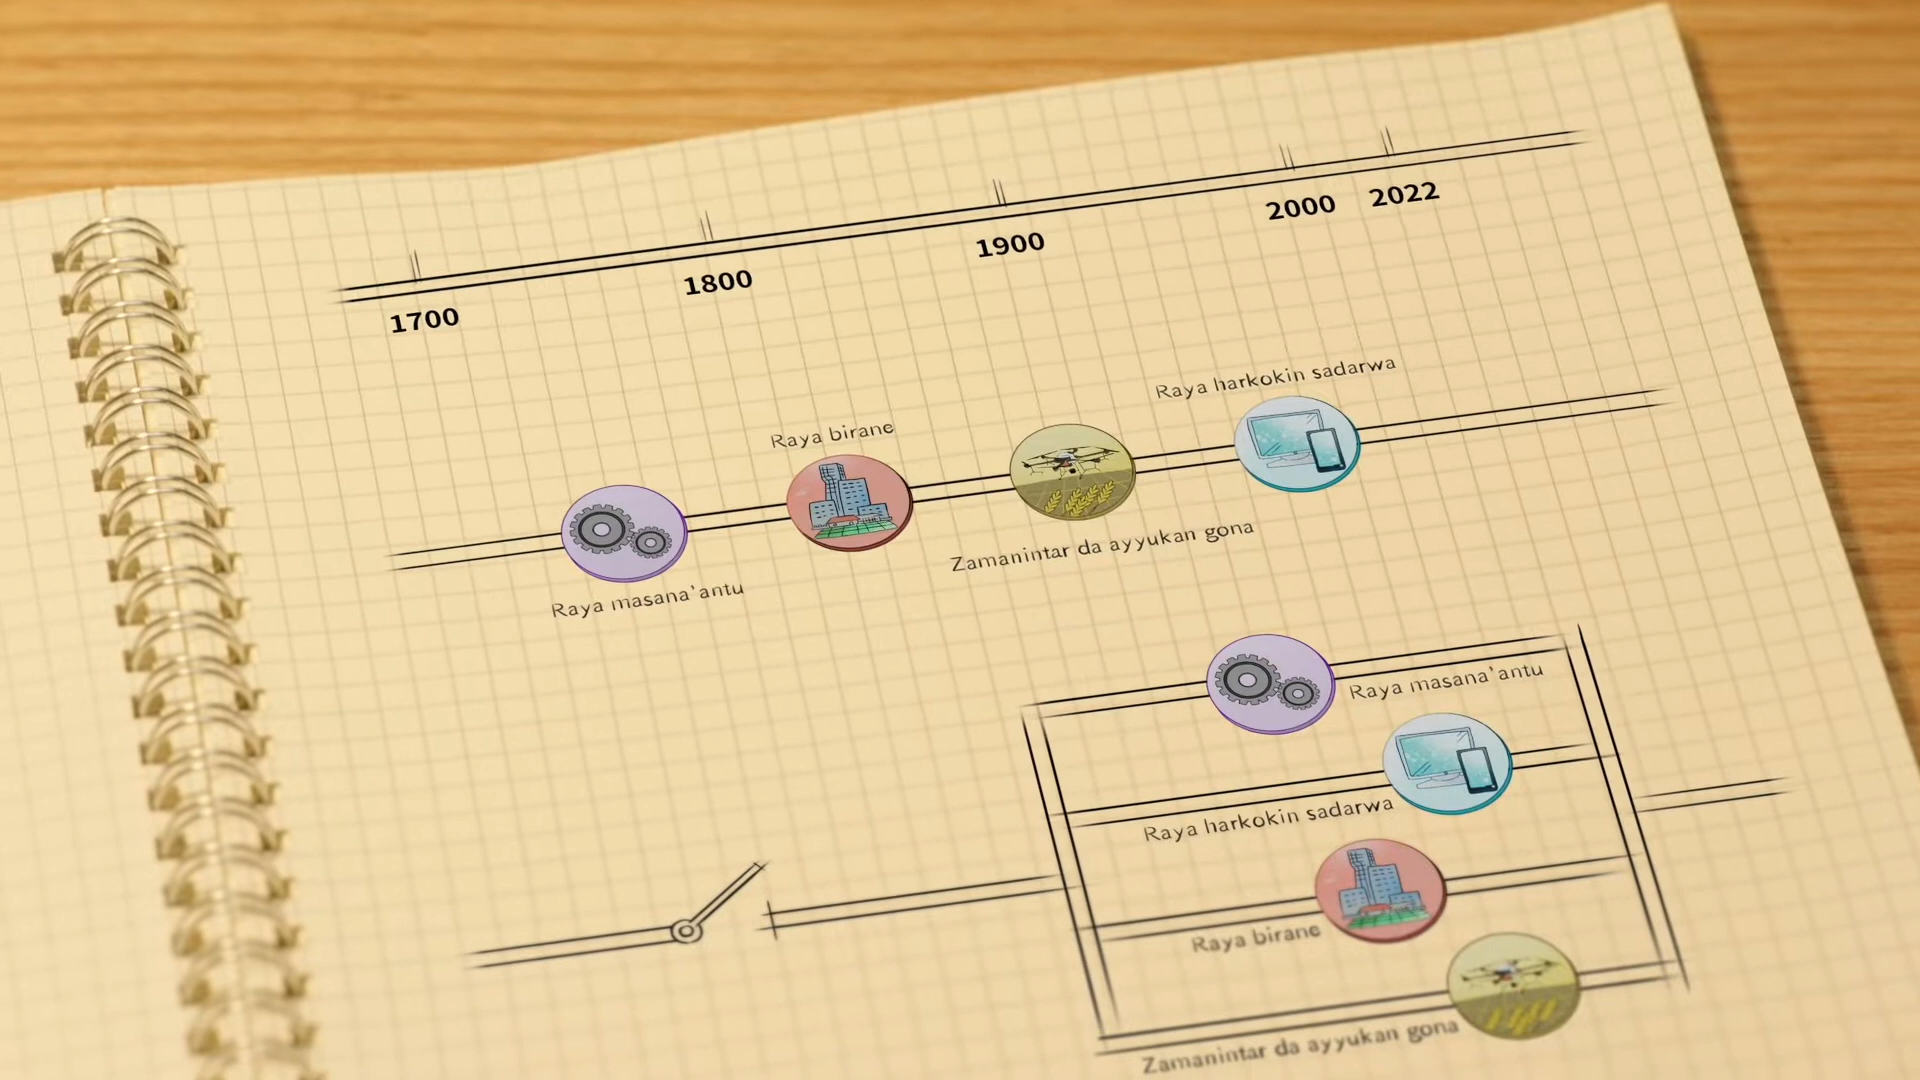 1700
1800
1900
2000
2022
Raya masana'antu
Raya birane
Zamanintar da ayyukan gona
Raya harkokin sadarwa
Raya masana'antu
Raya harkokin sadarwa
Raya birane
Zamanintar da ayyukan gona